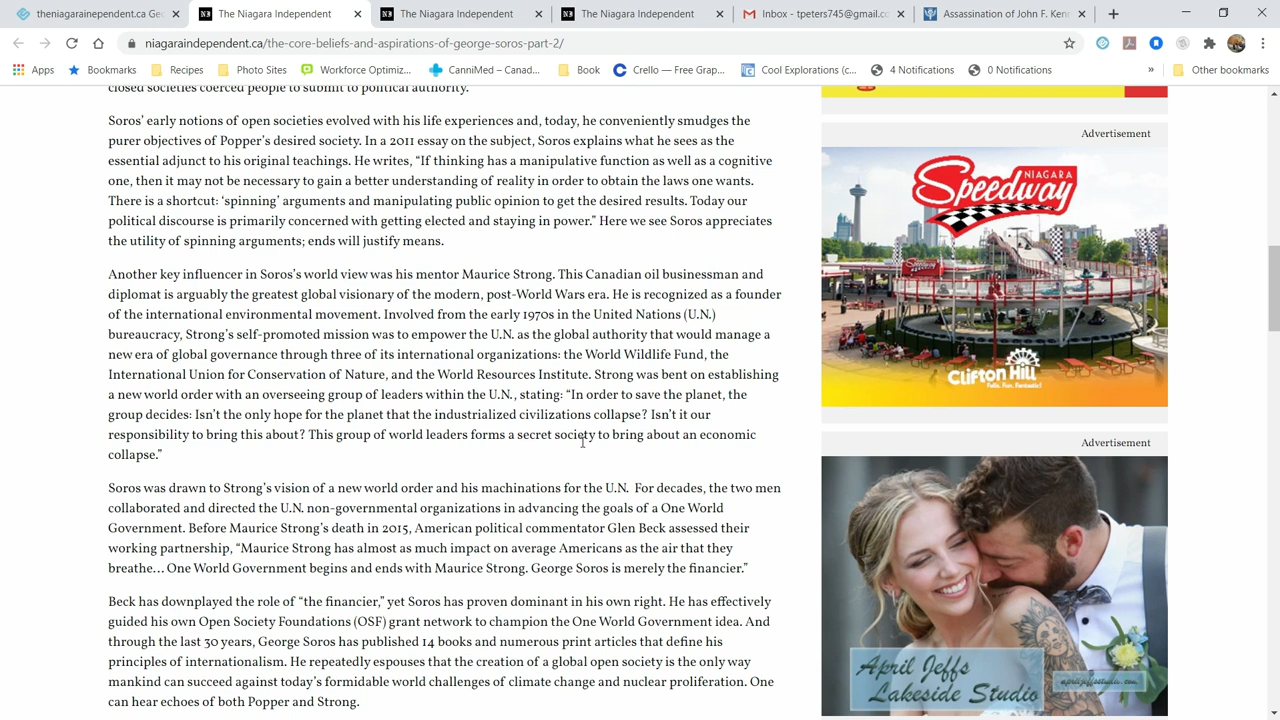 theniagaraindependent.ca Geo
The Niagara Independent
The Niagara Independent
The Niagara Independent
Inbox - tpeters745@gmail.co
Assassination of John F. Ken
niagaraindependent.ca/the-core-beliefs-and-aspirations-of-george-soros-part-2/
Apps
Bookmarks
Recipes
Photo Sites
Workforce Optimiz...
CanniMed – Canad...
Book
Crello — Free Grap...
Cool Explorations (c...
4 Notifications
0 Notifications
»
Other bookmarks
closed societies coerced people to submit to political authority.
Soros’ early notions of open societies evolved with his life experiences and, today, he conveniently smudges the
purer objectives of Popper’s desired society. In a 2011 essay on the subject, Soros explains what he sees as the
essential adjunct to his original teachings. He writes, “If thinking has a manipulative function as well as a cognitive
one, then it may not be necessary to gain a better understanding of reality in order to obtain the laws one wants.
There is a shortcut: ‘spinning’ arguments and manipulating public opinion to get the desired results. Today our
political discourse is primarily concerned with getting elected and staying in power.” Here we see Soros appreciates
the utility of spinning arguments; ends will justify means.
Another key influencer in Soros’s world view was his mentor Maurice Strong. This Canadian oil businessman and
diplomat is arguably the greatest global visionary of the modern, post-World Wars era. He is recognized as a founder
of the international environmental movement. Involved from the early 1970s in the United Nations (U.N.)
bureaucracy, Strong’s self-promoted mission was to empower the U.N. as the global authority that would manage a
new era of global governance through three of its international organizations: the World Wildlife Fund, the
International Union for Conservation of Nature, and the World Resources Institute. Strong was bent on establishing
a new world order with an overseeing group of leaders within the U.N., stating: “In order to save the planet, the
group decides: Isn’t the only hope for the planet that the industrialized civilizations collapse? Isn’t it our
responsibility to bring this about? This group of world leaders forms a secret society to bring about an economic
collapse.”
Soros was drawn to Strong’s vision of a new world order and his machinations for the U.N.  For decades, the two men
collaborated and directed the U.N. non-governmental organizations in advancing the goals of a One World
Government. Before Maurice Strong’s death in 2015, American political commentator Glen Beck assessed their
working partnership, “Maurice Strong has almost as much impact on average Americans as the air that they
breathe… One World Government begins and ends with Maurice Strong. George Soros is merely the financier.”
Beck has downplayed the role of “the financier,” yet Soros has proven dominant in his own right. He has effectively
guided his own Open Society Foundations (OSF) grant network to champion the One World Government idea. And
through the last 30 years, George Soros has published 14 books and numerous print articles that define his
principles of internationalism. He repeatedly espouses that the creation of a global open society is the only way
mankind can succeed against today’s formidable world challenges of climate change and nuclear proliferation. One
can hear echoes of both Popper and Strong.
Advertisement
NIAGARA
Speedway
Speedway
Clifton Hill
Falls. Fun. Fantastic!
Advertisement
April Jeffs
Lakeside Studio
apriljeffsstudio.com